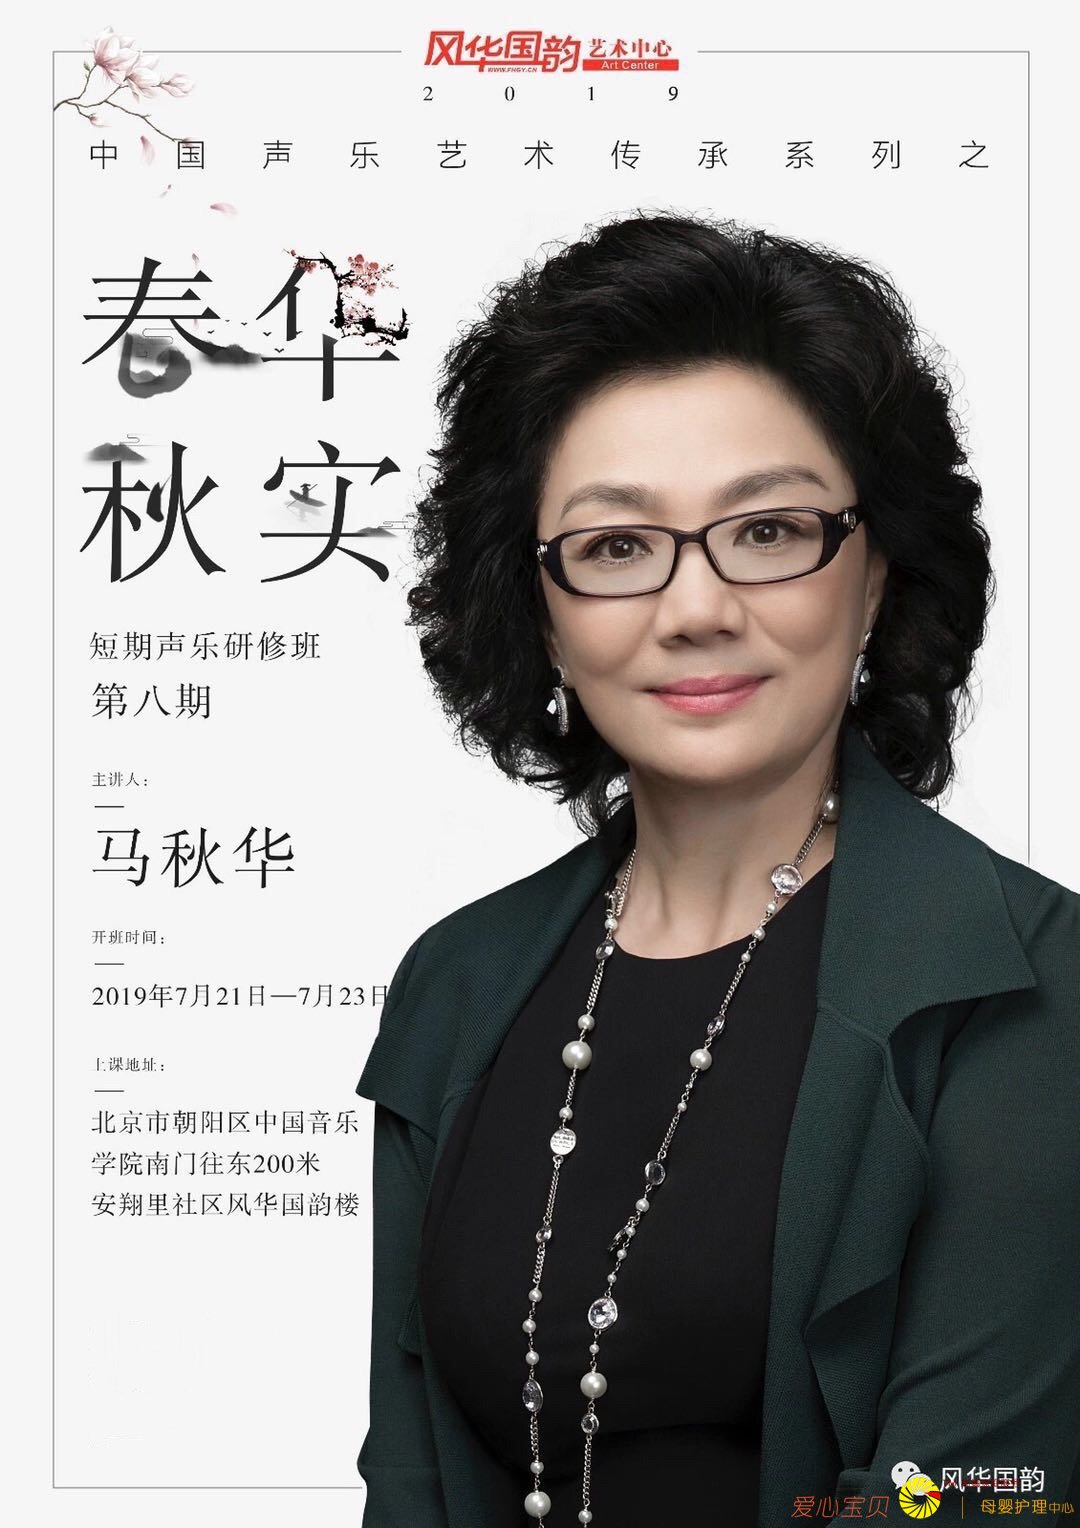 风华国韵 艺术中心
WWW.FHGY.CN Art Center
2019
中国声乐艺术传承系列之
春华
秋实
短期声乐研修班
第八期
主讲人：
马秋华
开班时间：
2019年7月21日—7月23日
上课地址：
北京市朝阳区中国音乐
学院南门往东200米
安翔里社区风华国韵楼
风华国韵
爱心宝贝 母婴护理中心